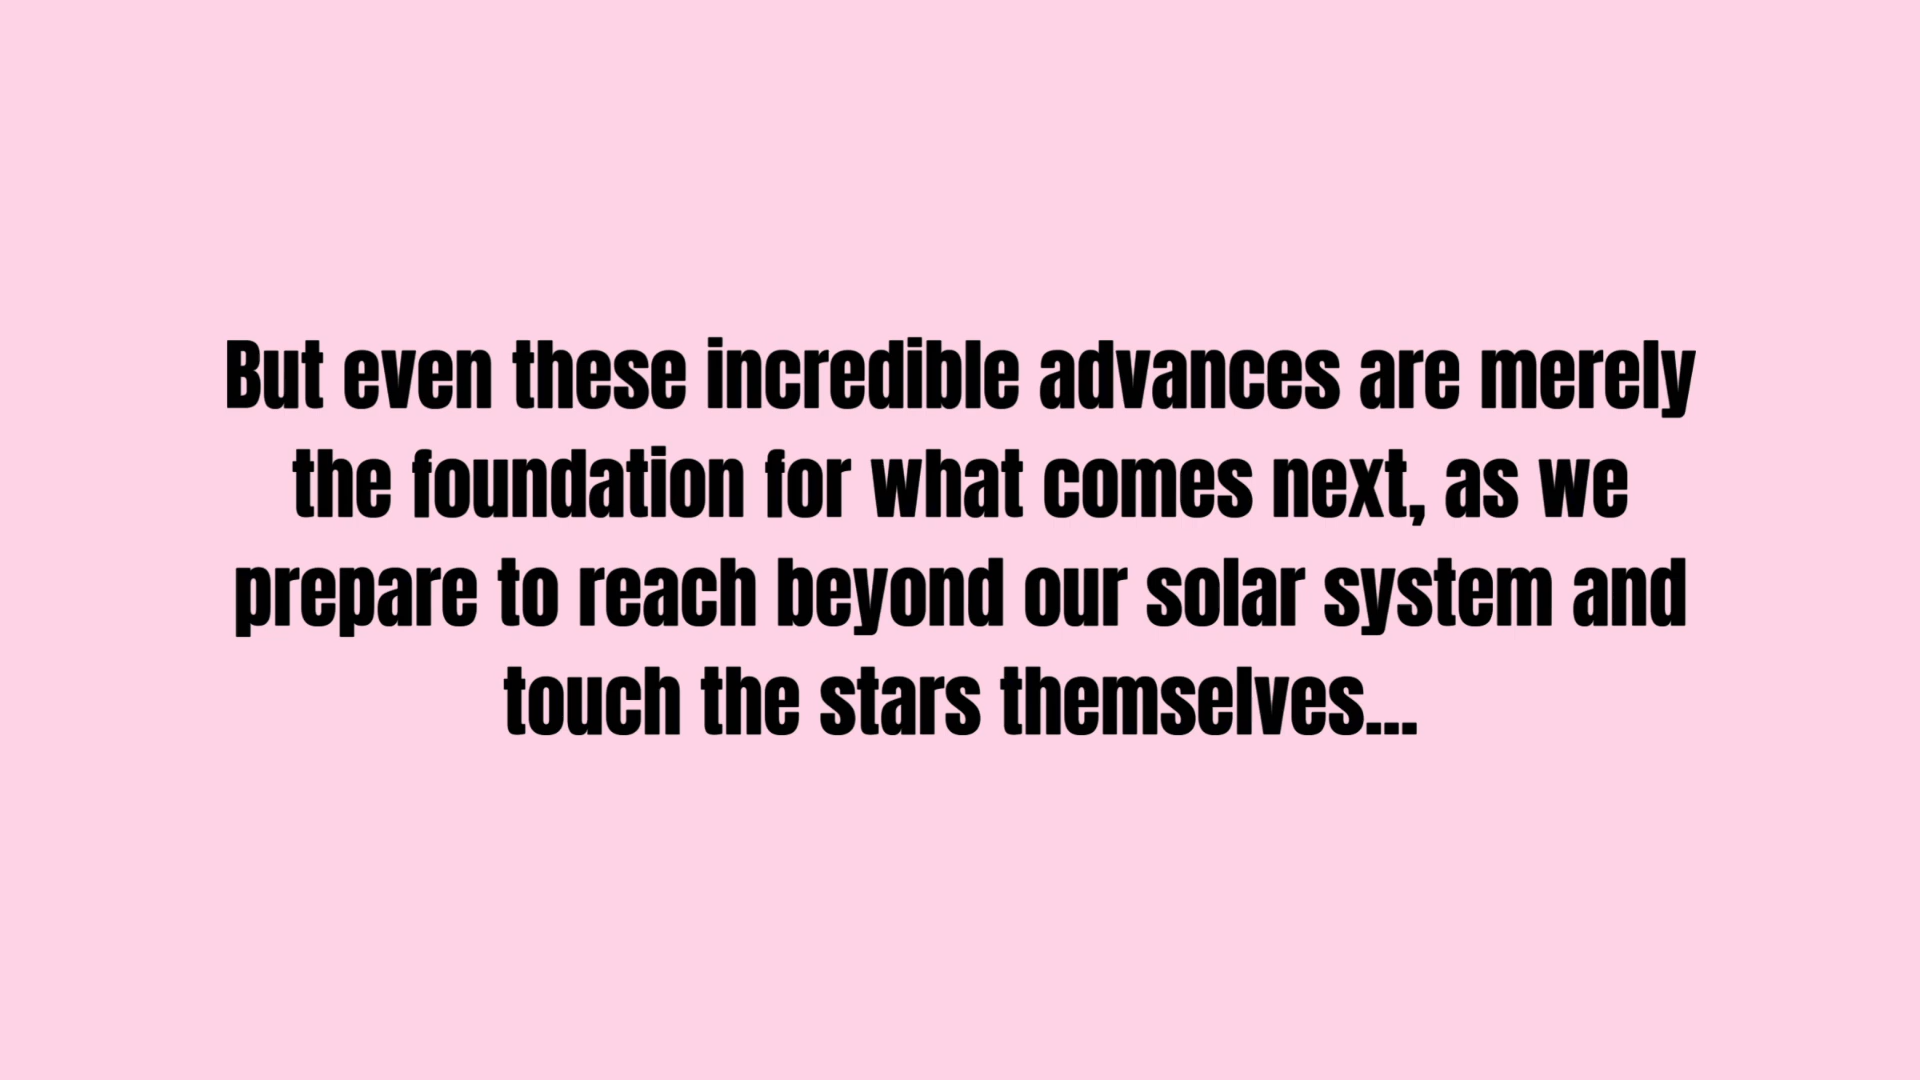 But even these incredible advances are merely
the foundation for what comes next, as we
prepare to reach beyond our solar system and
touch the stars themselves...